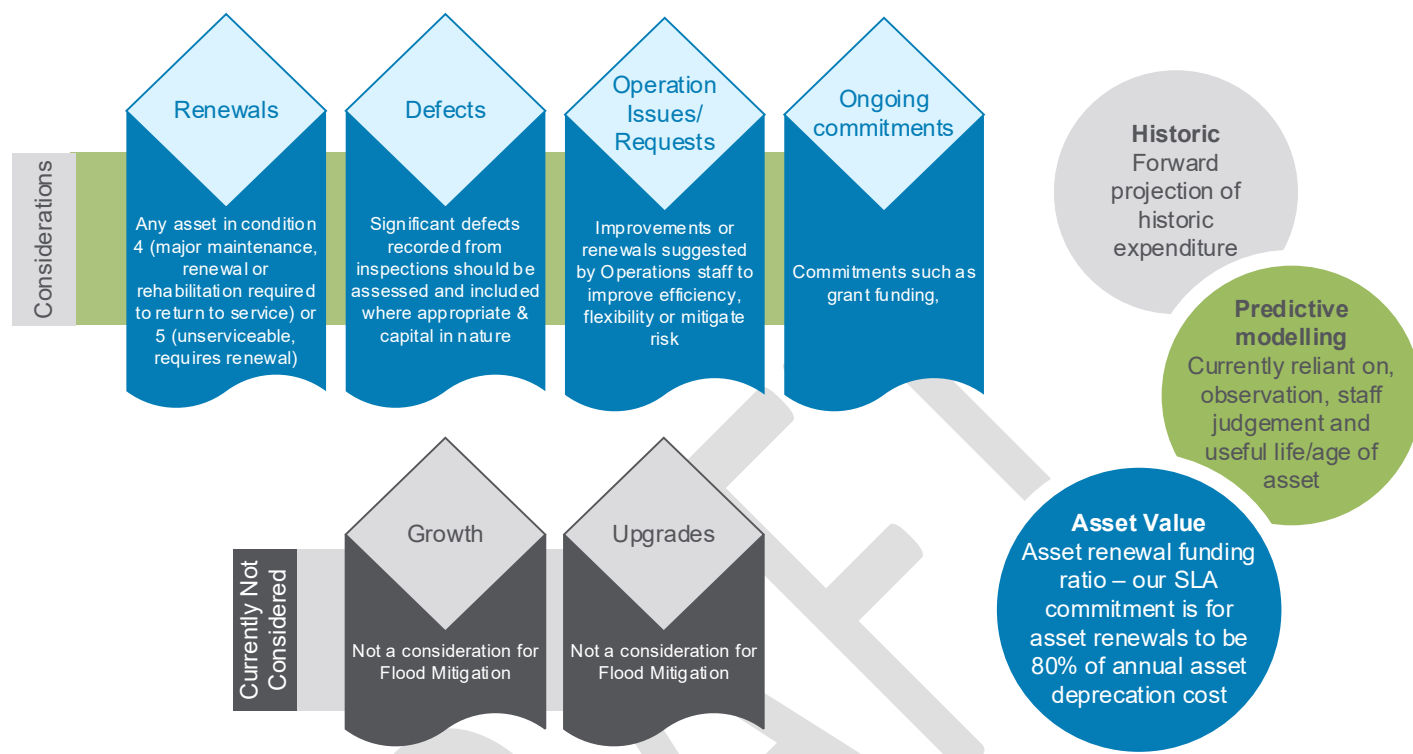 Considerations
Renewals
Any asset in condition
4 (major maintenance,
renewal or
rehabilitation required
to return to service) or
5 (unserviceable,
requires renewal)
Defects
Significant defects
recorded from
inspections should be
assessed and included
where appropriate &
capital in nature
Operation
Issues/
Requests
Improvements or
renewals suggested
by Operations staff to
improve efficiency,
flexibility or mitigate
risk
Ongoing
commitments
Commitments such as
grant funding,
Currently Not
Considered
Growth
Not a consideration for
Flood Mitigation
Upgrades
Not a consideration for
Flood Mitigation
Historic
Forward
projection of
historic
expenditure
Predictive
modelling
Currently reliant on,
observation, staff
judgement and
useful life/age of
asset
Asset Value
Asset renewal funding
ratio – our SLA
commitment is for
asset renewals to be
80% of annual asset
deprecation cost